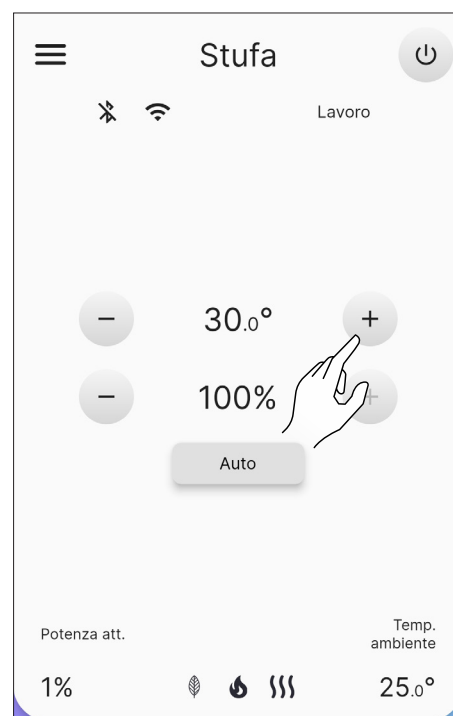 Stufa
Lavoro
− 30.0° +
− 100% +
Auto
Potenza att.
Temp.
ambiente
1%
25.0°